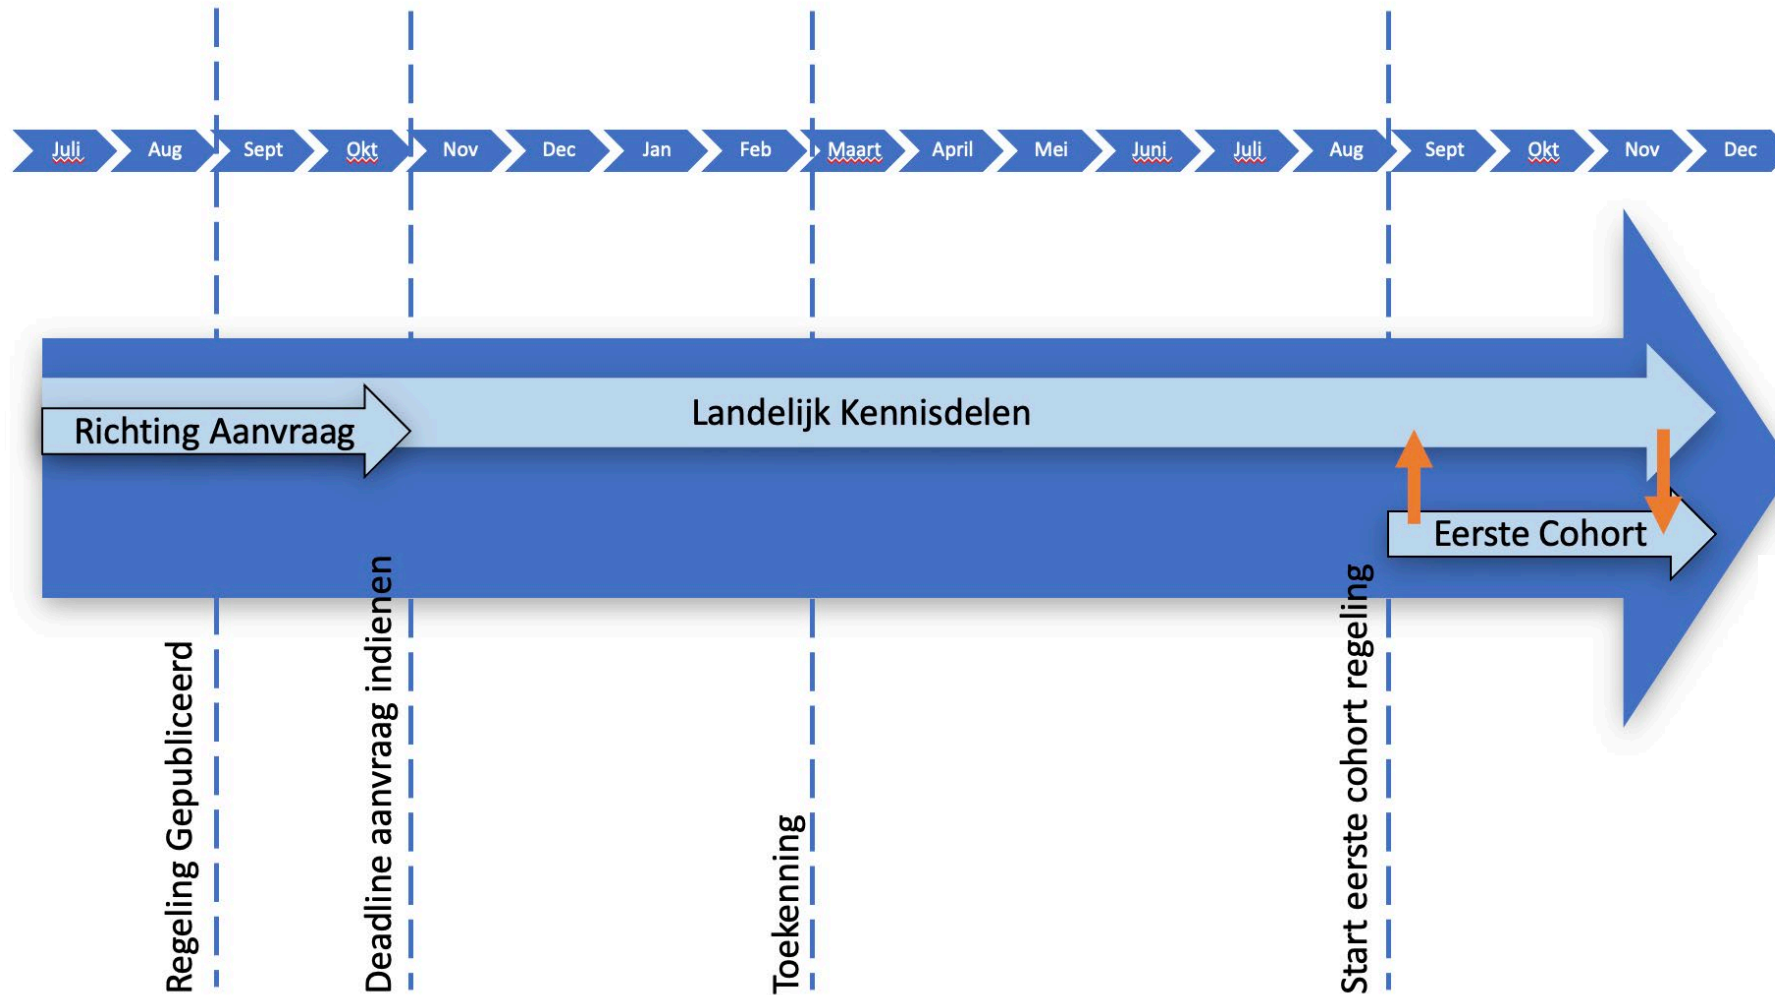 Juli
Aug
Sept
Okt
Nov
Dec
Jan
Feb
Maart
April
Mei
Juni
Juli
Aug
Sept
Okt
Nov
Dec
Landelijk Kennisdelen
Richting Aanvraag
Eerste Cohort
Regeling Gepubliceerd
Deadline aanvraag indienen
Toekenning
Start eerste cohort regeling